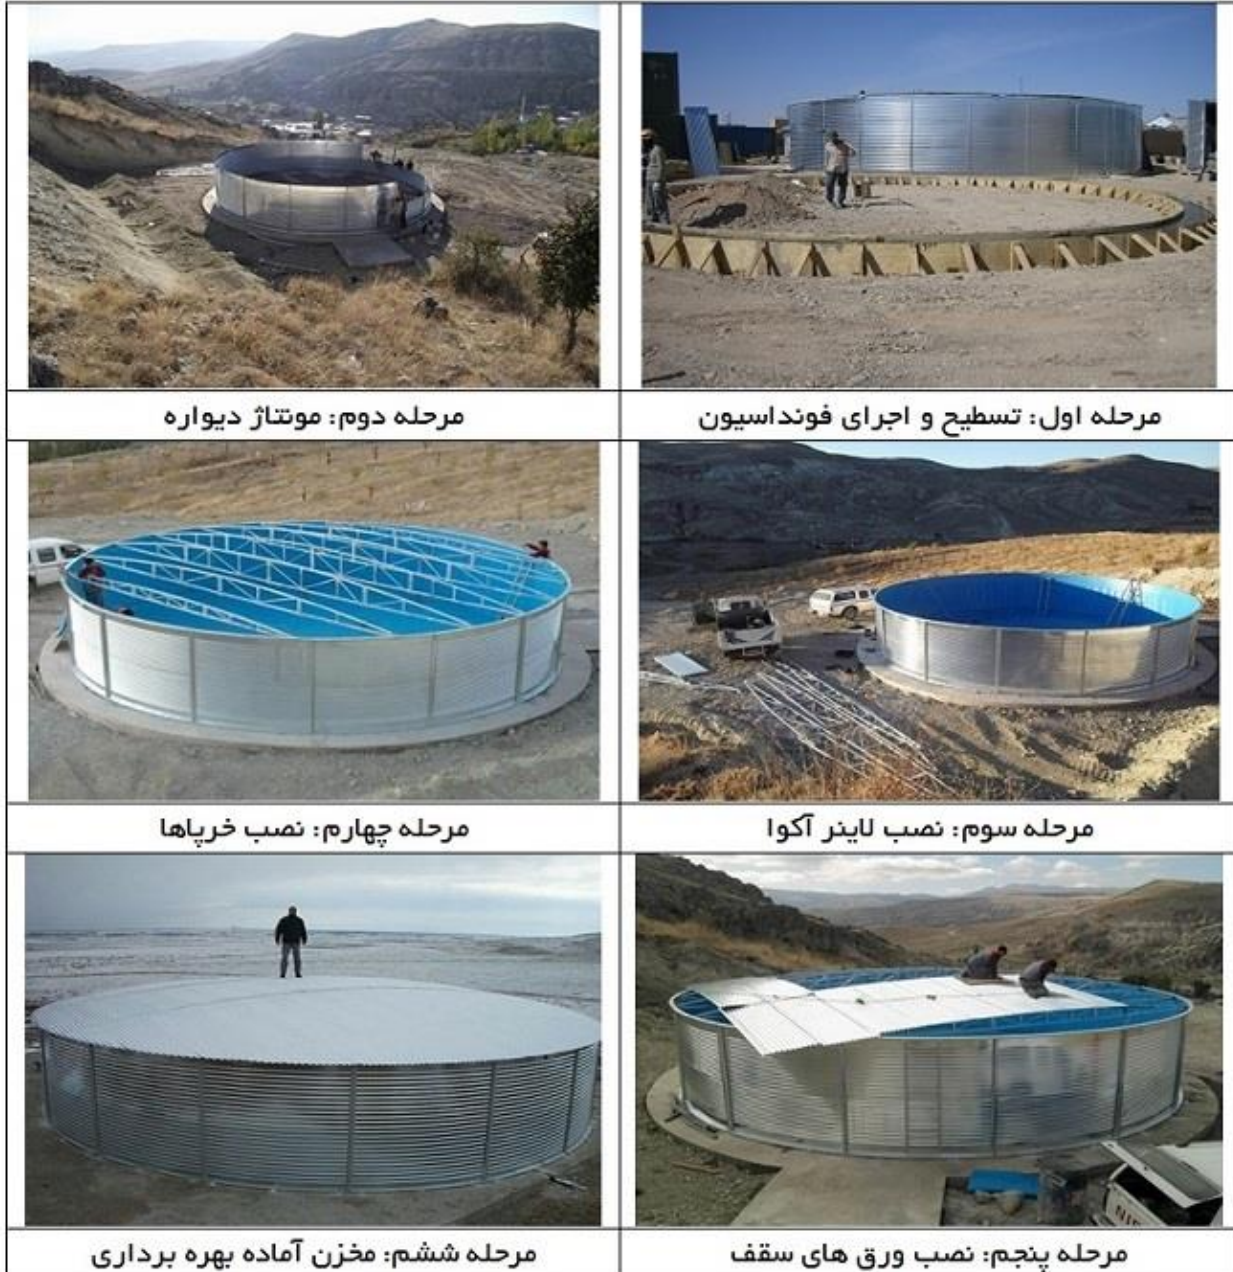 مرحله اول: تسطیح و اجرای فونداسیون
مرحله دوم: مونتاژ دیواره
مرحله سوم: نصب لاینر آکوا
مرحله چهارم: نصب خرپاها
مرحله پنجم: نصب ورق های سقف
مرحله ششم: مخزن آماده بهره برداری